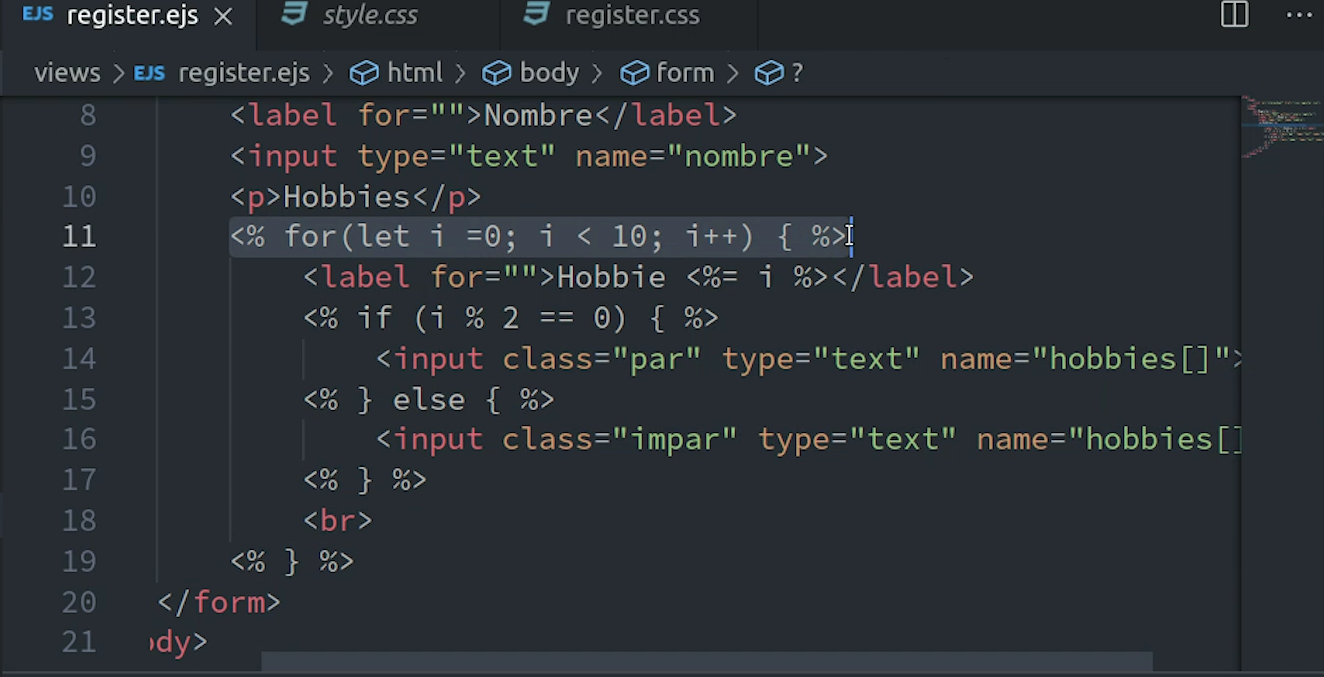 EJS register.ejs style.css register.css
views > EJS register.ejs > html > body > form > ?
8 <label for="">Nombre</label>
9 <input type="text" name="nombre">
10 <p>Hobbies</p>
11 <% for(let i =0; i < 10; i++) { %>
12 <label for="">Hobbie <%= i %></label>
13 <% if (i % 2 == 0) { %>
14 <input class="par" type="text" name="hobbies[]">
15 <% } else { %>
16 <input class="impar" type="text" name="hobbies[]
17 <% } %>
18 <br>
19 <% } %>
20 </form>
21 ody>